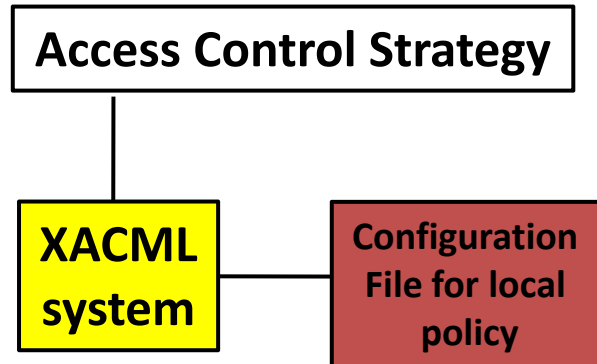 Access Control Strategy
XACML
system
Configuration
File for local
policy